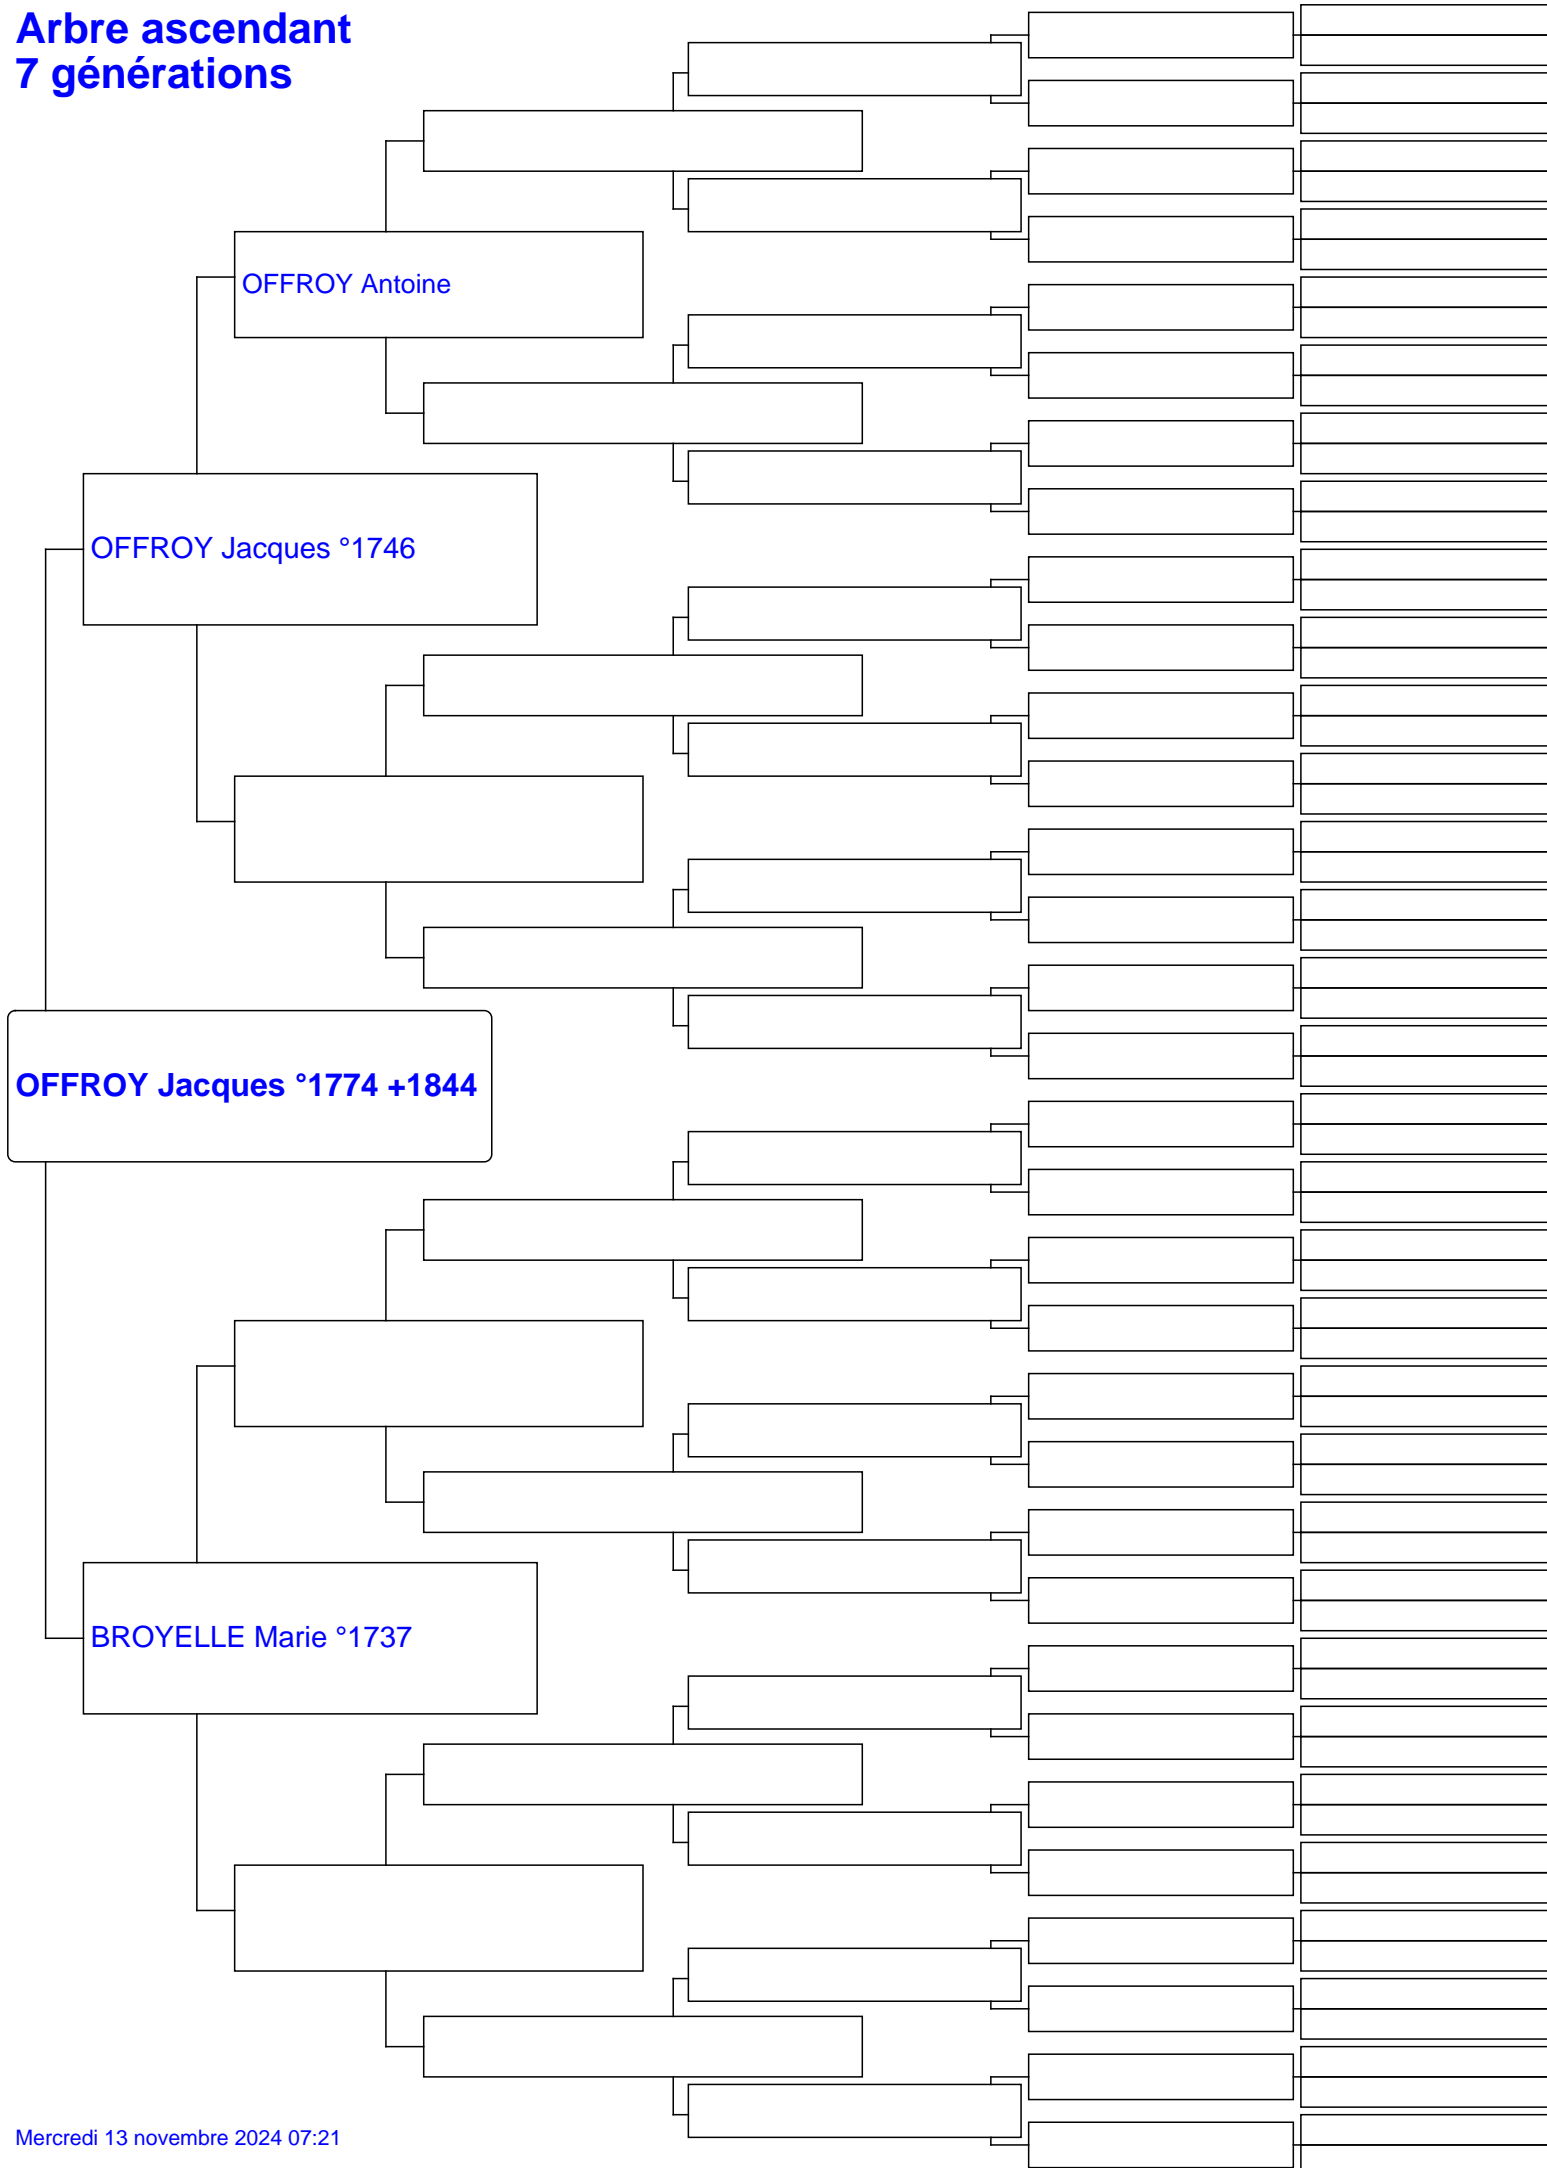 Arbre ascendant
7 générations
OFFROY Antoine
OFFROY Jacques °1746
OFFROY Jacques °1774 +1844
BROYELLE Marie °1737
Mercredi 13 novembre 2024 07:21